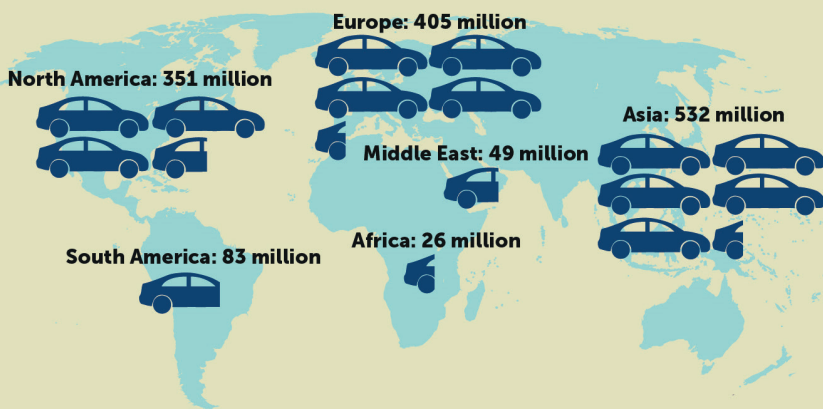 Europe: 405 million
North America: 351 million
Asia: 532 million
Middle East: 49 million
Africa: 26 million
South America: 83 million